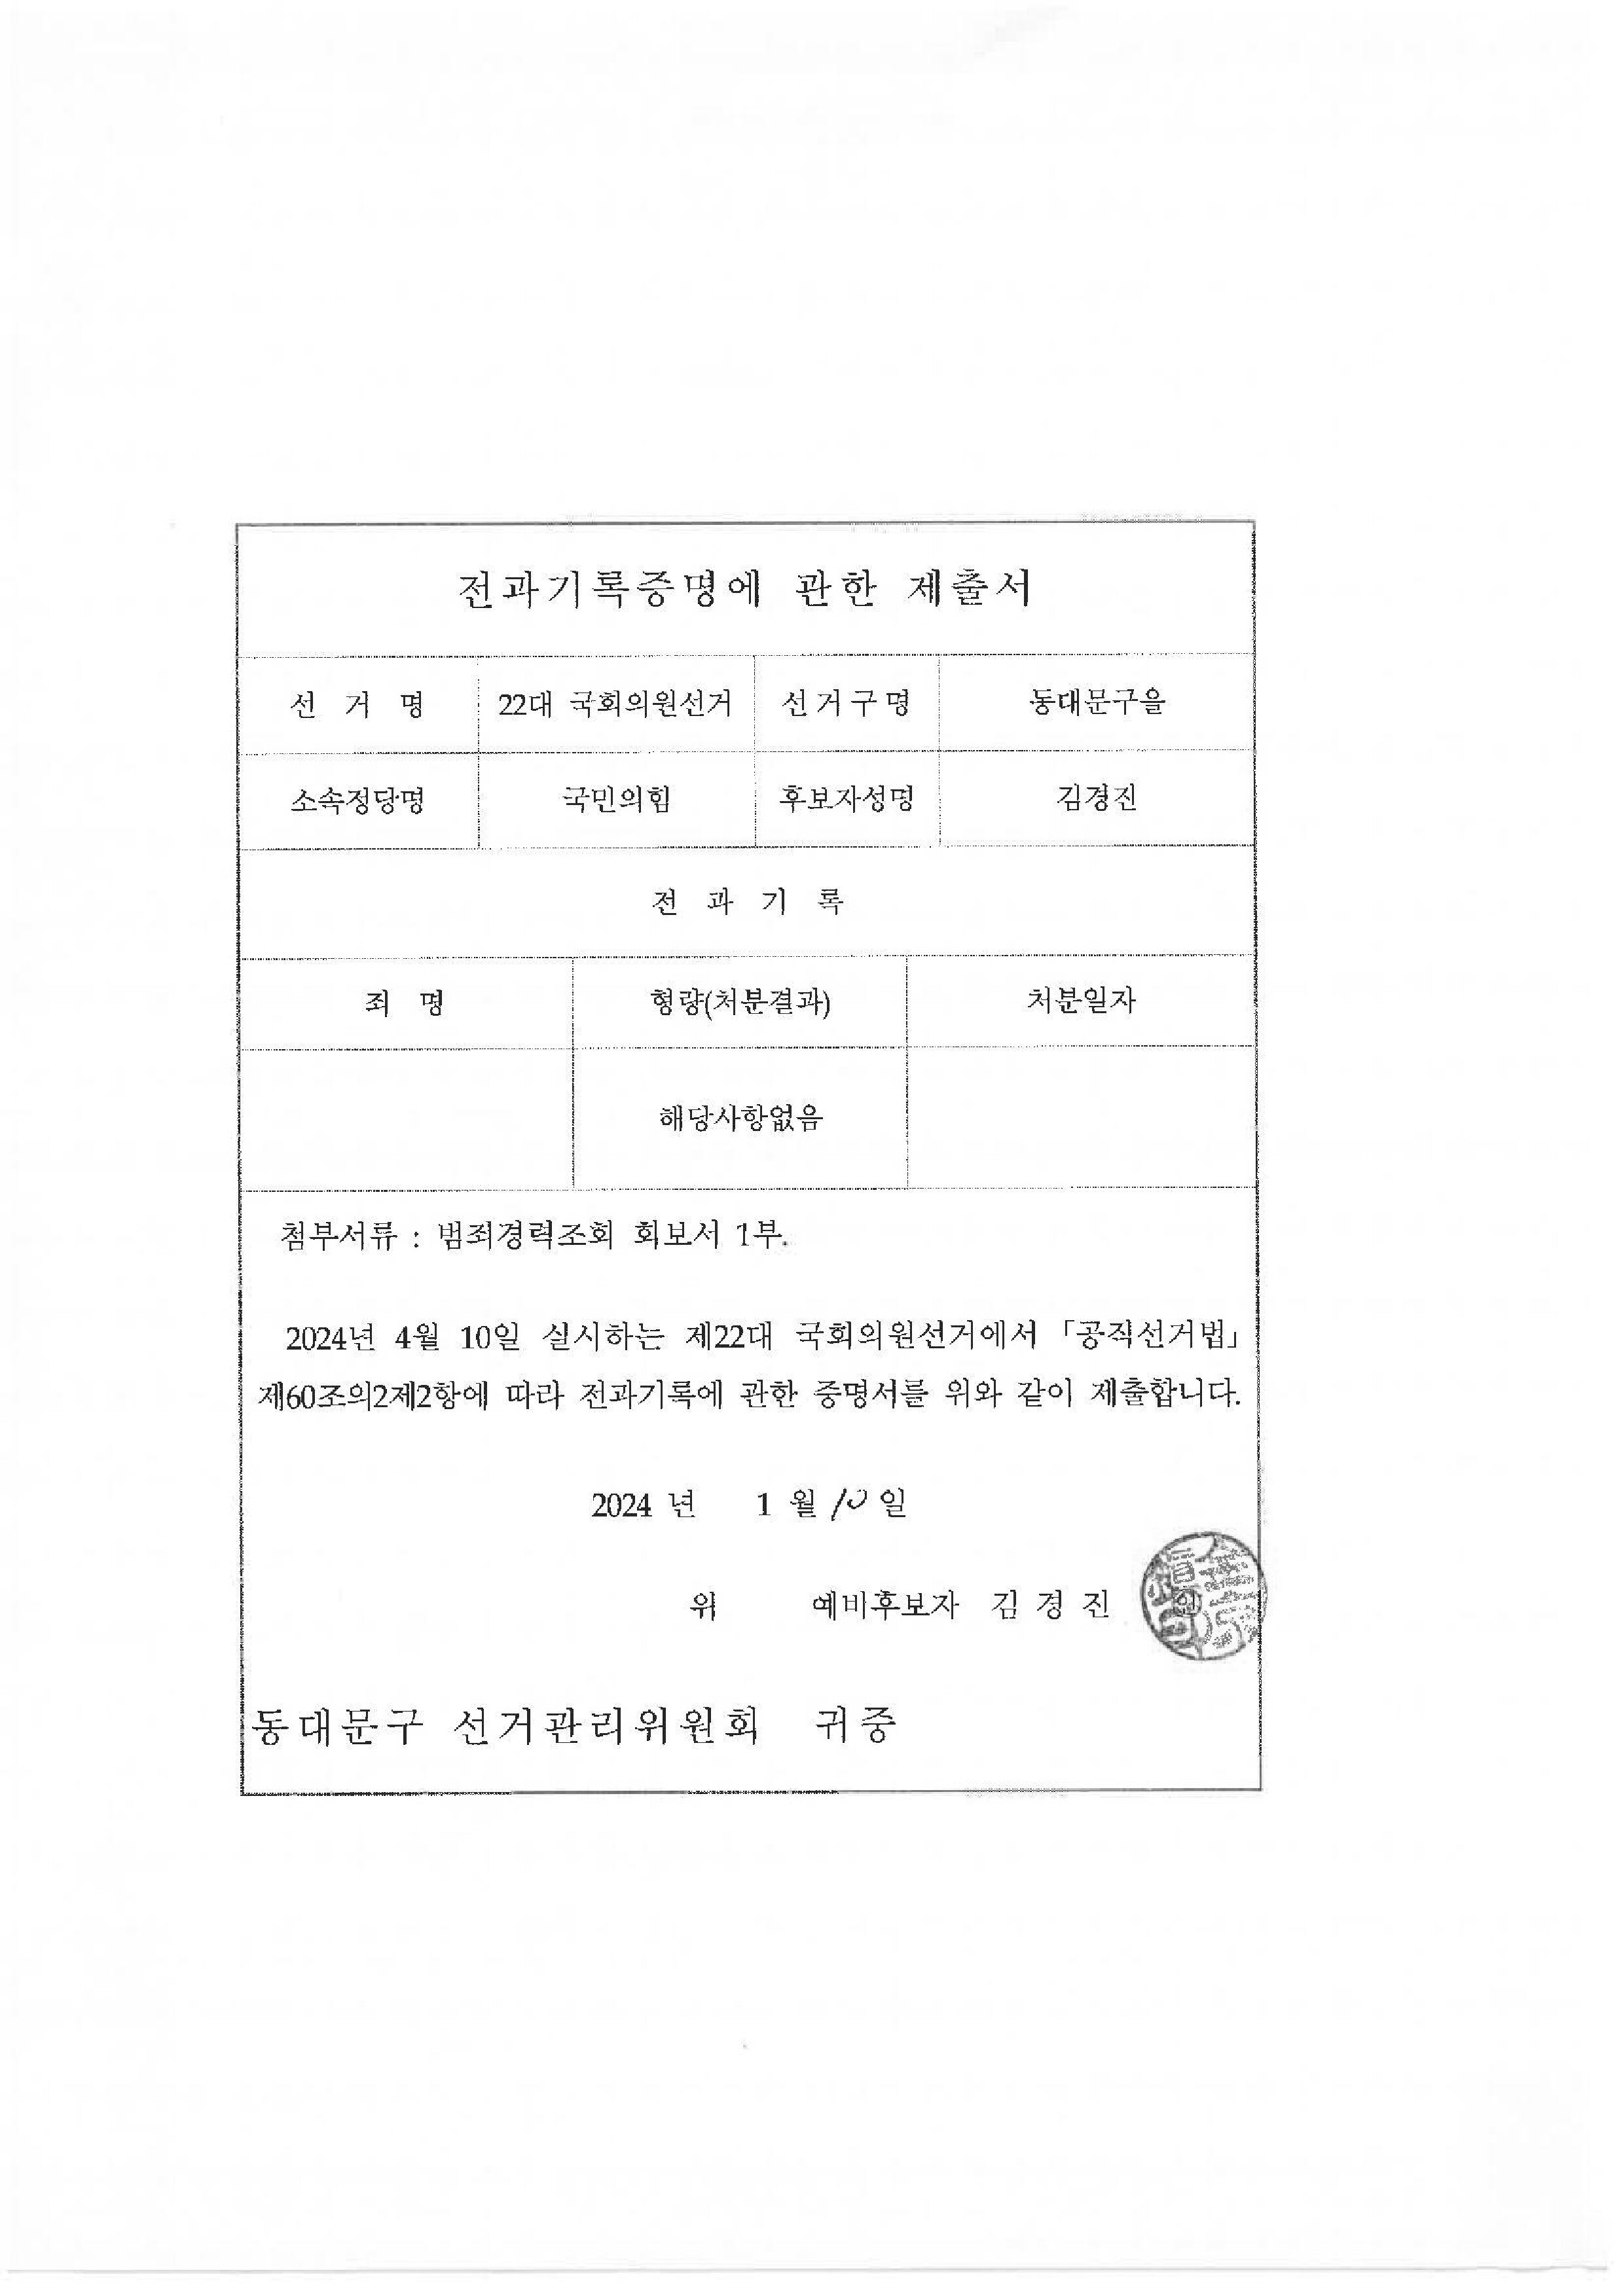 전과기록증명에 관한 제출서
선 거 명 22대 국회의원선거 선거구명 동대문구을
소속정당명 국민의힘 후보자성명 김경진
전 과 기 록
죄 명 형량(처분결과) 처분일자
해당사항없음
첨부서류 : 범죄경력조회 회보서 1부.
2024년 4월 10일 실시하는 제22대 국회의원선거에서 「공직선거법」
제60조의2제2항에 따라 전과기록에 관한 증명서를 위와 같이 제출합니다.
2024 년 1 월 10 일
위 예비후보자 김 경 진 인
동대문구 선거관리위원회 귀중